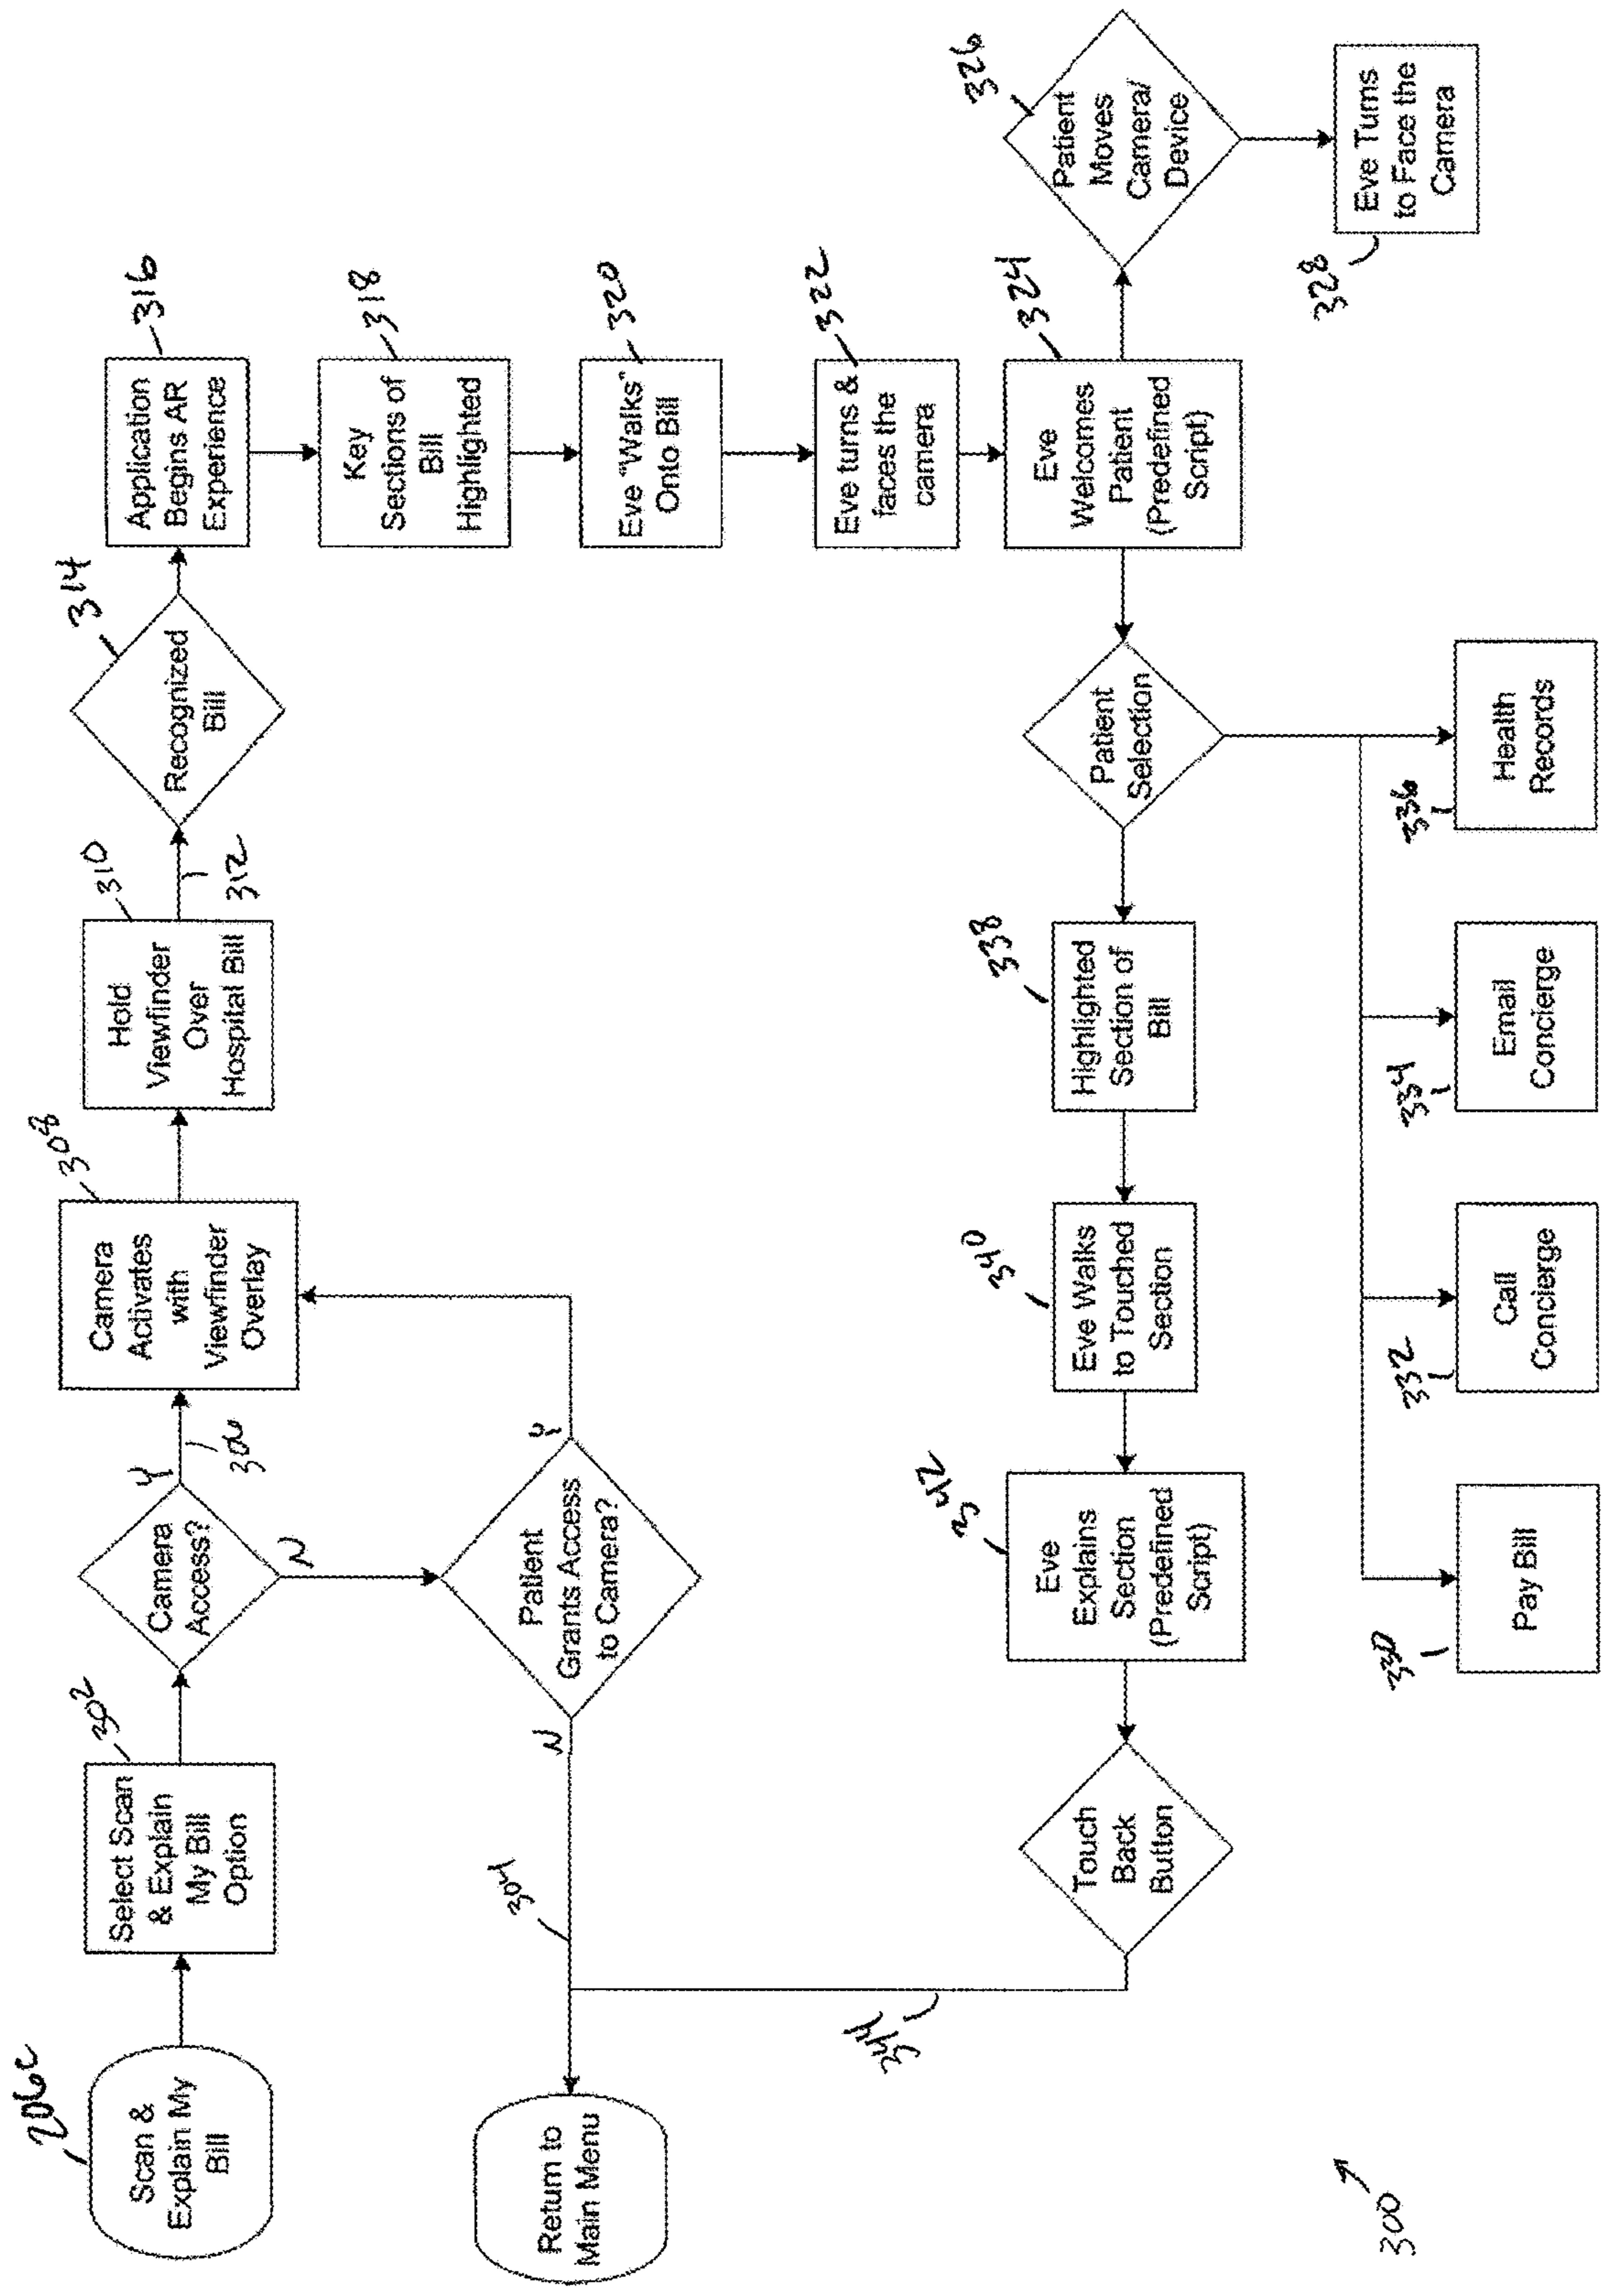 206c
Scan &
Explain My
Bill
302
Select Scan
& Explain
My Bill
Option
Camera
Access?
Y
306
N
308
Camera
Activates
with
Viewfinder
Overlay
310
Hold
Viewfinder
Over
Hospital Bill
312
314
Recognized
Bill
316
Application
Begins AR
Experience
Return to
Main Menu
304
N
Patient
Grants Access
to Camera?
Y
318
Key
Sections of
Bill
Highlighted
320
Eve "Walks"
Onto Bill
322
Eve turns &
faces the
camera
344
Touch
Back
Button
342
Eve
Explains
Section
(Predefined
Script)
340
Eve Walks
to Touched
Section
338
Highlighted
Section of
Bill
Patient
Selection
324
Eve
Welcomes
Patient
(Predefined
Script)
326
Patient
Moves
Camera/
Device
328
Eve Turns
to Face the
Camera
330
Pay Bill
332
Call
Concierge
334
Email
Concierge
336
Health
Records
300